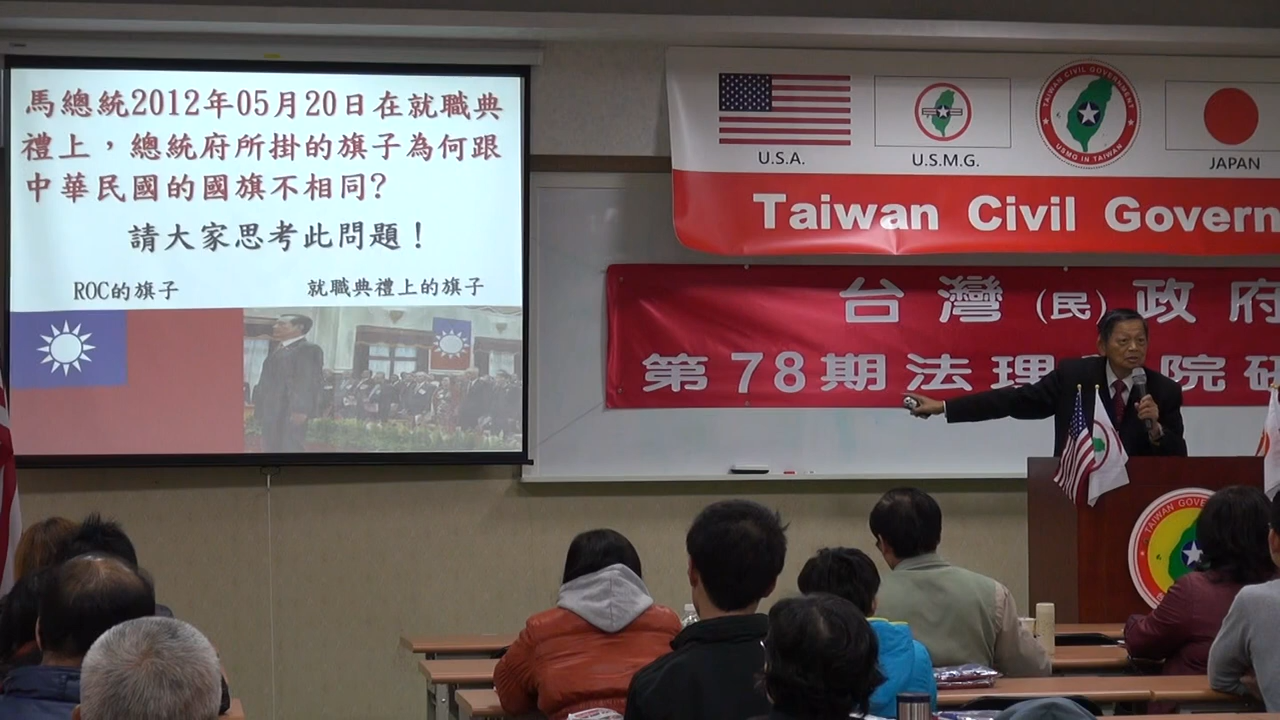 馬總統2012年05月20日在就職典
禮上，總統府所掛的旗子為何跟
中華民國的國旗不相同?
請大家思考此問題！
ROC的旗子
就職典禮上的旗子
U.S.A.
U.S.M.G.
TAIWAN CIVIL GOVERNMENT
USMG IN TAIWAN
JAPAN
Taiwan Civil Governm
台灣(民)政府
第78期法理 院研
TAIWAN GOVER